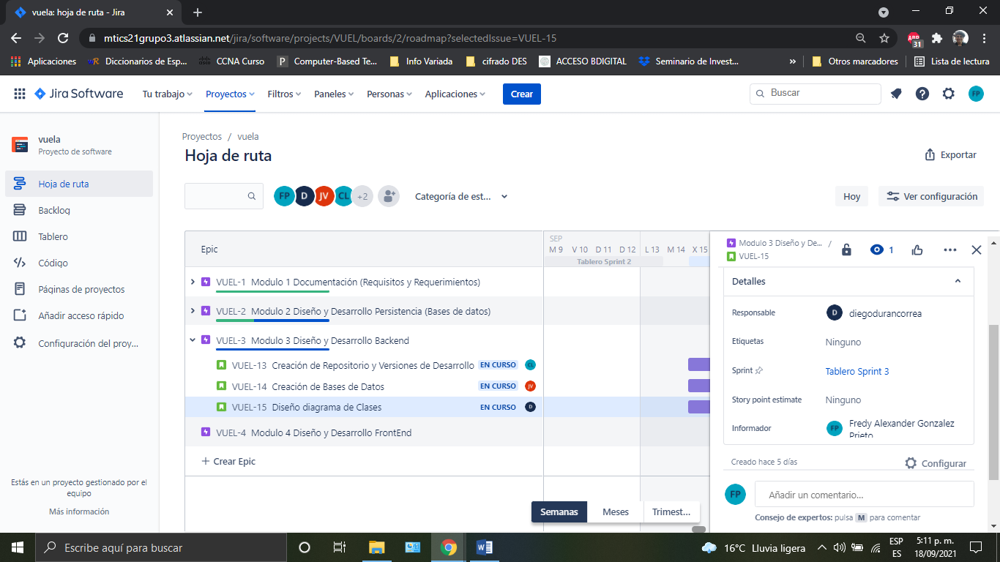 vuela: hoja de ruta - Jira
mtics21grupo3.atlassian.net/jira/software/projects/VUEL/boards/2/roadmap?selectedIssue=VUEL-15
ABP
31
Aplicaciones
Diccionarios de Esp...
CCNA Curso
Computer-Based Te...
Info Variada
cifrado DES
ACCESO BDIGITAL
Seminario de Invest...
»
Otros marcadores
Lista de lectura
Jira Software
Tu trabajo
Proyectos
Filtros
Paneles
Personas
Aplicaciones
Crear
Buscar
FP
vuela
Proyecto de software
Hoja de ruta
Backlog
Tablero
Código
Páginas de proyectos
Añadir acceso rápido
Configuración del proy...
Estás en un proyecto gestionado por el
equipo
Más información
Proyectos / vuela
Hoja de ruta
Exportar
FP D JV CL +2
Categoría de est...
Hoy
Ver configuración
Epic
SEP
M 9 V 10 D 11 D 12 L 13 M 14 X 15
Tablero Sprint 2
VUEL-1 Modulo 1 Documentación (Requisitos y Requerimientos)
VUEL-2 Modulo 2 Diseño y Desarrollo Persistencia (Bases de datos)
VUEL-3 Modulo 3 Diseño y Desarrollo Backend
VUEL-13 Creación de Repositorio y Versiones de Desarrollo EN CURSO CL
VUEL-14 Creación de Bases de Datos EN CURSO JV
VUEL-15 Diseño diagrama de Clases EN CURSO D
VUEL-4 Modulo 4 Diseño y Desarrollo FrontEnd
+ Crear Epic
Semanas
Meses
Trimest...
Modulo 3 Diseño y De... /
VUEL-15
1
Detalles
Responsable
D diegodurancorrea
Etiquetas
Ninguno
Sprint
Tablero Sprint 3
Story point estimate
Ninguno
Informador
FP Fredy Alexander Gonzalez
Prieto
Creado hace 5 días
Configurar
FP
Añadir un comentario...
Consejo de expertos: pulsa M para comentar
Escribe aquí para buscar
16°C Lluvia ligera
ESP
ES
5:11 p. m.
18/09/2021